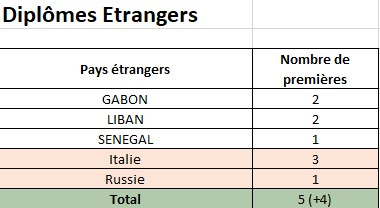 Diplômes Etrangers
Pays étrangers
Nombre de
premières
GABON 2
LIBAN 2
SENEGAL 1
Italie 3
Russie 1
Total 5 (+4)